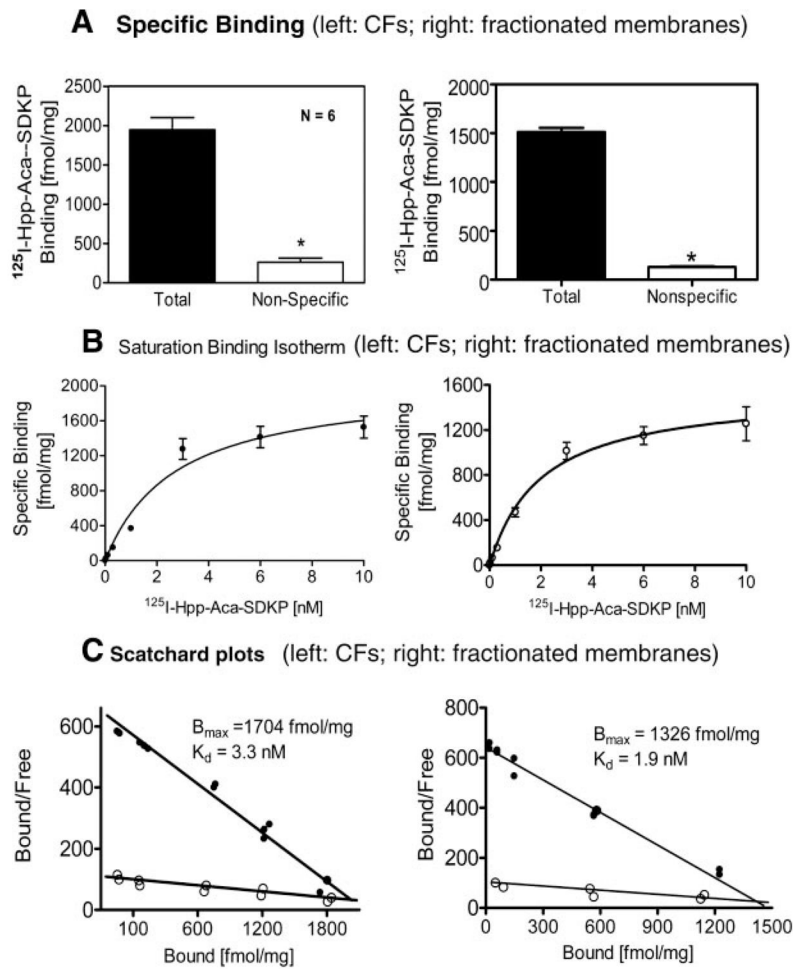 A Specific Binding (left: CFs; right: fractionated membranes)
¹²⁵I-Hpp-Aca--SDKP
Binding [fmol/mg]
2500
2000
1500
1000
500
0
N = 6
*
Total
Non-Specific
¹²⁵I-Hpp-Aca-SDKP
Binding [fmol/mg]
2000
1500
1000
500
0
*
Total
Nonspecific
B Saturation Binding Isotherm (left: CFs; right: fractionated membranes)
Specific Binding
[fmol/mg]
2000
1600
1200
800
400
0
0 2 4 6 8 10
¹²⁵I-Hpp-Aca-SDKP [nM]
Specific Binding
[fmol/mg]
1600
1200
800
400
0
0 2 4 6 8 10
¹²⁵I-Hpp-Aca-SDKP [nM]
C Scatchard plots (left: CFs; right: fractionated membranes)
Bound/Free
600
400
200
0
Bmax =1704 fmol/mg
Kd = 3.3 nM
100 600 1200 1800
Bound [fmol/mg]
Bound/Free
800
600
400
200
0
Bmax = 1326 fmol/mg
Kd = 1.9 nM
0 300 600 900 1200 1500
Bound [fmol/mg]